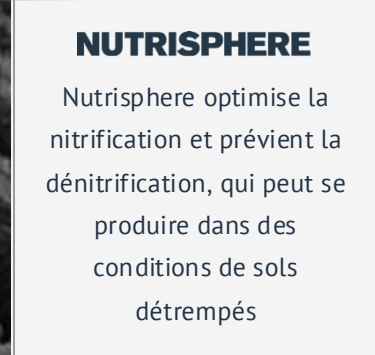 NUTRISPHERE
Nutrisphere optimise la
nitrification et prévient la
dénitrification, qui peut se
produire dans des
conditions de sols
détrempés